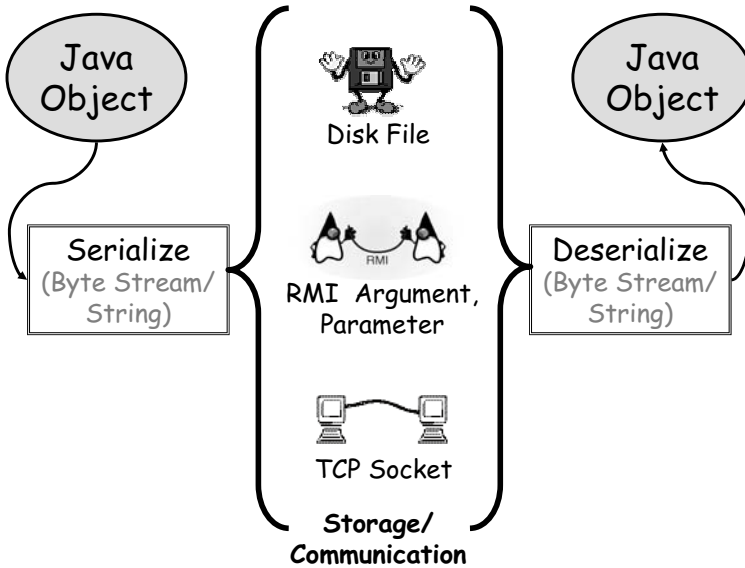 Java
Object
Serialize
(Byte Stream/
String)
Disk File
RMI
RMI Argument,
Parameter
TCP Socket
Storage/
Communication
Java
Object
Deserialize
(Byte Stream/
String)